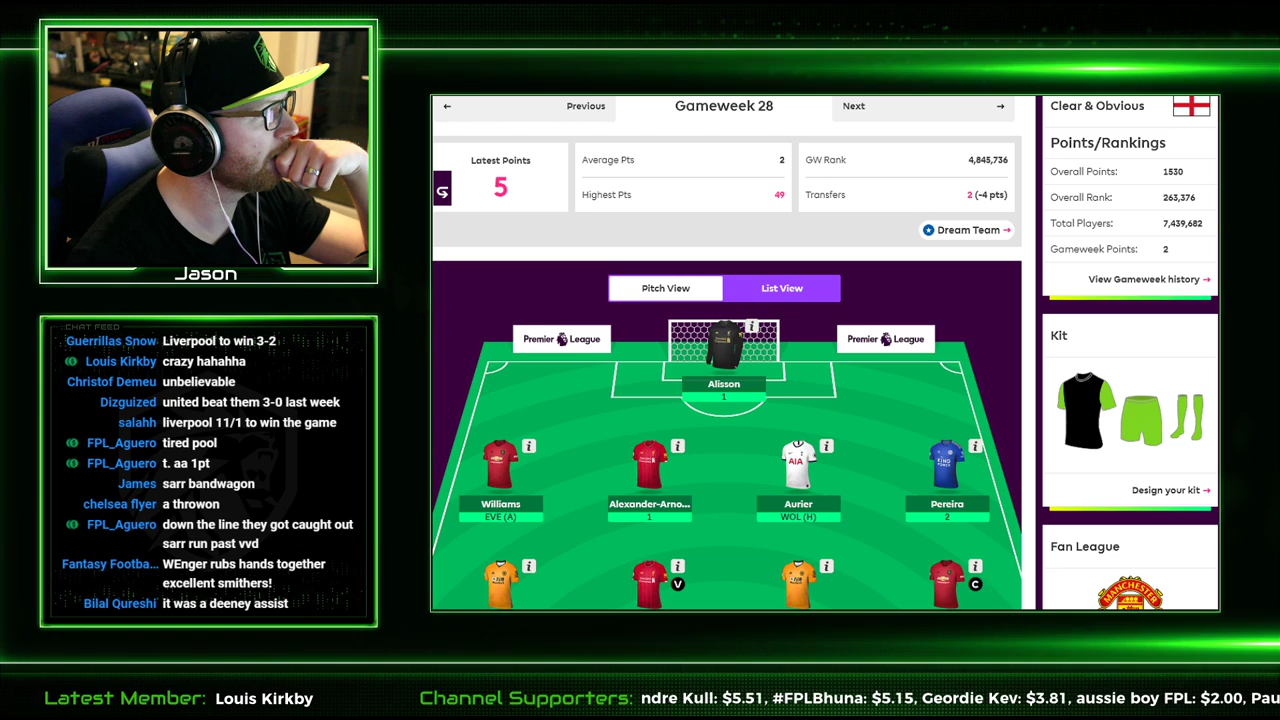 Jason
CHAT FEED
Guerrillas Snow Liverpool to win 3-2
Louis Kirkby crazy hahahha
Christof Demeu unbelievable
Dizguized united beat them 3-0 last week
salahh liverpool 11/1 to win the game
FPL_Aguero tired pool
FPL_Aguero t. aa 1pt
James sarr bandwagon
chelsea flyer a throwon
FPL_Aguero down the line they got caught out
sarr run past vvd
Fantasy Footba... WEnger rubs hands together
excellent smithers!
Bilal Qureshi it was a deeney assist
← Previous
Gameweek 28
Next →
Latest Points
5
Average Pts 2
Highest Pts 49
GW Rank 4,845,736
Transfers 2 (-4 pts)
Dream Team →
Pitch View
List View
Premier League
Premier League
Alisson
1
Williams
EVE (A)
Alexander-Arno...
1
AIA
Aurier
WOL (H)
KING POWER
Pereira
2
V
C
Clear & Obvious
Points/Rankings
Overall Points: 1530
Overall Rank: 263,376
Total Players: 7,439,682
Gameweek Points: 2
View Gameweek history →
Kit
Design your kit →
Fan League
MANCHESTER
Latest Member: Louis Kirkby
Channel Supporters: ndre Kull: $5.51, #FPLBhuna: $5.15, Geordie Kev: $3.81, aussie boy FPL: $2.00, Pau